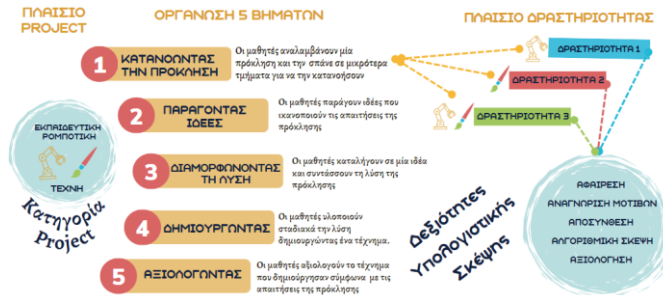 ΠΛΑΙΣΙΟ
PROJECT
ΟΡΓΑΝΩΣΗ 5 ΒΗΜΑΤΩΝ
ΠΛΑΙΣΙΟ ΔΡΑΣΤΗΡΙΟΤΗΤΑΣ
1
ΚΑΤΑΝΟΩΝΤΑΣ
ΤΗΝ ΠΡΟΚΛΗΣΗ
Οι μαθητές αναλαμβάνουν μία
πρόκληση και την σπάνε σε μικρότερα
τμήματα για να την κατανοήσουν
2
ΠΑΡΑΓΟΝΤΑΣ
ΙΔΕΕΣ
Οι μαθητές παράγουν ιδέες που
ικανοποιούν τις απαιτήσεις της
πρόκλησης
3
ΔΙΑΜΟΡΦΩΝΟΝΤΑΣ
ΤΗ ΛΥΣΗ
Οι μαθητές καταλήγουν σε μία ιδέα
και συντάσσουν τη λύση της
πρόκλησης
4
ΔΗΜΙΟΥΡΓΩΝΤΑΣ
Οι μαθητές υλοποιούν
σταδιακά την λύση
δημιουργώντας ένα τέχνημα.
5
ΑΞΙΟΛΟΓΩΝΤΑΣ
Οι μαθητές αξιολογούν το τέχνημα
που δημιούργησαν σύμφωνα με τις
απαιτήσεις της πρόκλησης
ΕΚΠΑΙΔΕΥΤΙΚΗ
ΡΟΜΠΟΤΙΚΗ
ΤΕΧΝΗ
Κατηγορία
Project
ΔΡΑΣΤΗΡΙΟΤΗΤΑ 1
ΔΡΑΣΤΗΡΙΟΤΗΤΑ 2
ΔΡΑΣΤΗΡΙΟΤΗΤΑ 3
Δεξιότητες
Υπολογιστικής
Σκέψης
ΑΦΑΙΡΕΣΗ
ΑΝΑΓΝΩΡΙΣΗ ΜΟΤΙΒΩΝ
ΑΠΟΣΥΝΘΕΣΗ
ΑΛΓΟΡΙΘΜΙΚΗ ΣΚΕΨΗ
ΑΞΙΟΛΟΓΗΣΗ